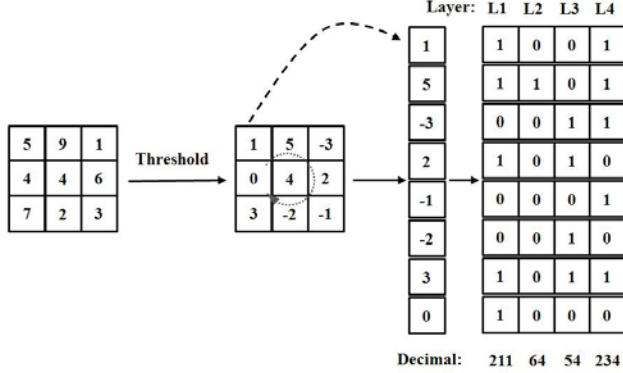 Layer: L1 L2 L3 L4
1 1 0 0 1
5 1 1 0 1
-3 0 0 1 1
2 1 0 1 0
-1 0 0 0 1
-2 0 0 1 0
3 1 0 1 1
0 1 0 0 0
Decimal: 211 64 54 234
5 9 1
4 4 6
7 2 3
Threshold
1 5 -3
0 4 2
3 -2 -1